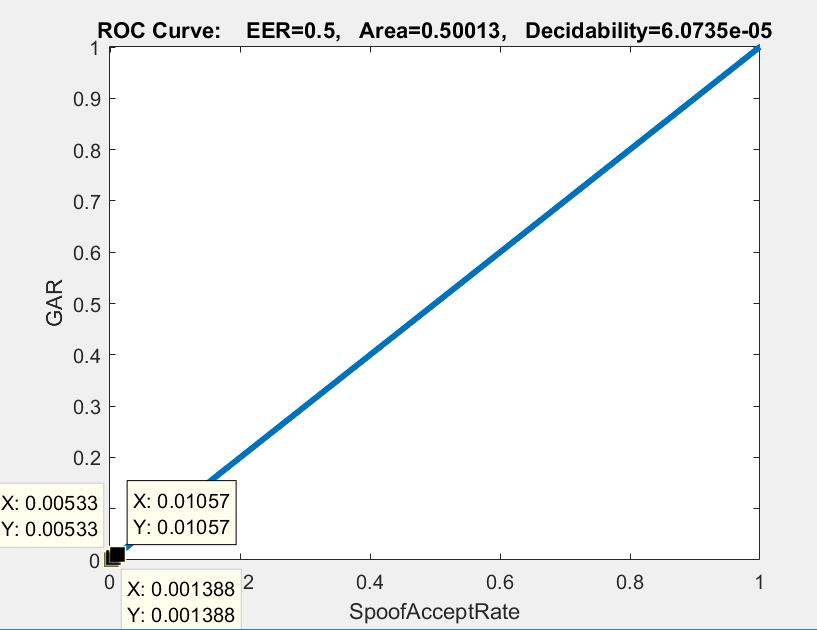 ROC Curve:    EER=0.5,   Area=0.50013,   Decidability=6.0735e-05
1
0.9
0.8
0.7
0.6
0.5
0.4
0.3
0.2
0
GAR
X: 0.00533
Y: 0.00533
X: 0.01057
Y: 0.01057
X: 0.001388
Y: 0.001388
0 2 0.4 0.6 0.8 1
SpoofAcceptRate